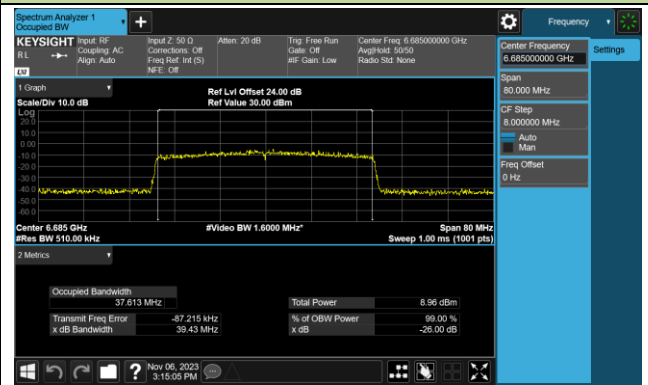 Spectrum Analyzer 1
Occupied BW
Frequency
KEYSIGHT
Input: RF
Input Z: 50 Ω
Atten: 20 dB
Trig: Free Run
Center Freq: 6.685000000 GHz
RL
Coupling: AC
Corrections: Off
Gate: Off
Avg|Hold: 50/50
Align: Auto
Freq Ref: Int (S)
#IF Gain: Low
Radio Std: None
NFE: Off
LXI
Center Frequency
6.685000000 GHz
Settings
Span
80.000 MHz
CF Step
8.000000 MHz
Auto
Man
Freq Offset
0 Hz
1 Graph
Ref Lvl Offset 24.00 dB
Scale/Div 10.0 dB
Ref Value 30.00 dBm
Log
20.0
10.0
0.00
-10.0
-20.0
-30.0
-40.0
-50.0
-60.0
Center 6.685 GHz
#Video BW 1.6000 MHz*
Span 80 MHz
#Res BW 510.00 kHz
Sweep 1.00 ms (1001 pts)
2 Metrics
Occupied Bandwidth
37.613 MHz
Total Power
8.96 dBm
Transmit Freq Error
-87.215 kHz
% of OBW Power
99.00 %
x dB Bandwidth
39.43 MHz
x dB
-26.00 dB
?
Nov 06, 2023
3:15:05 PM